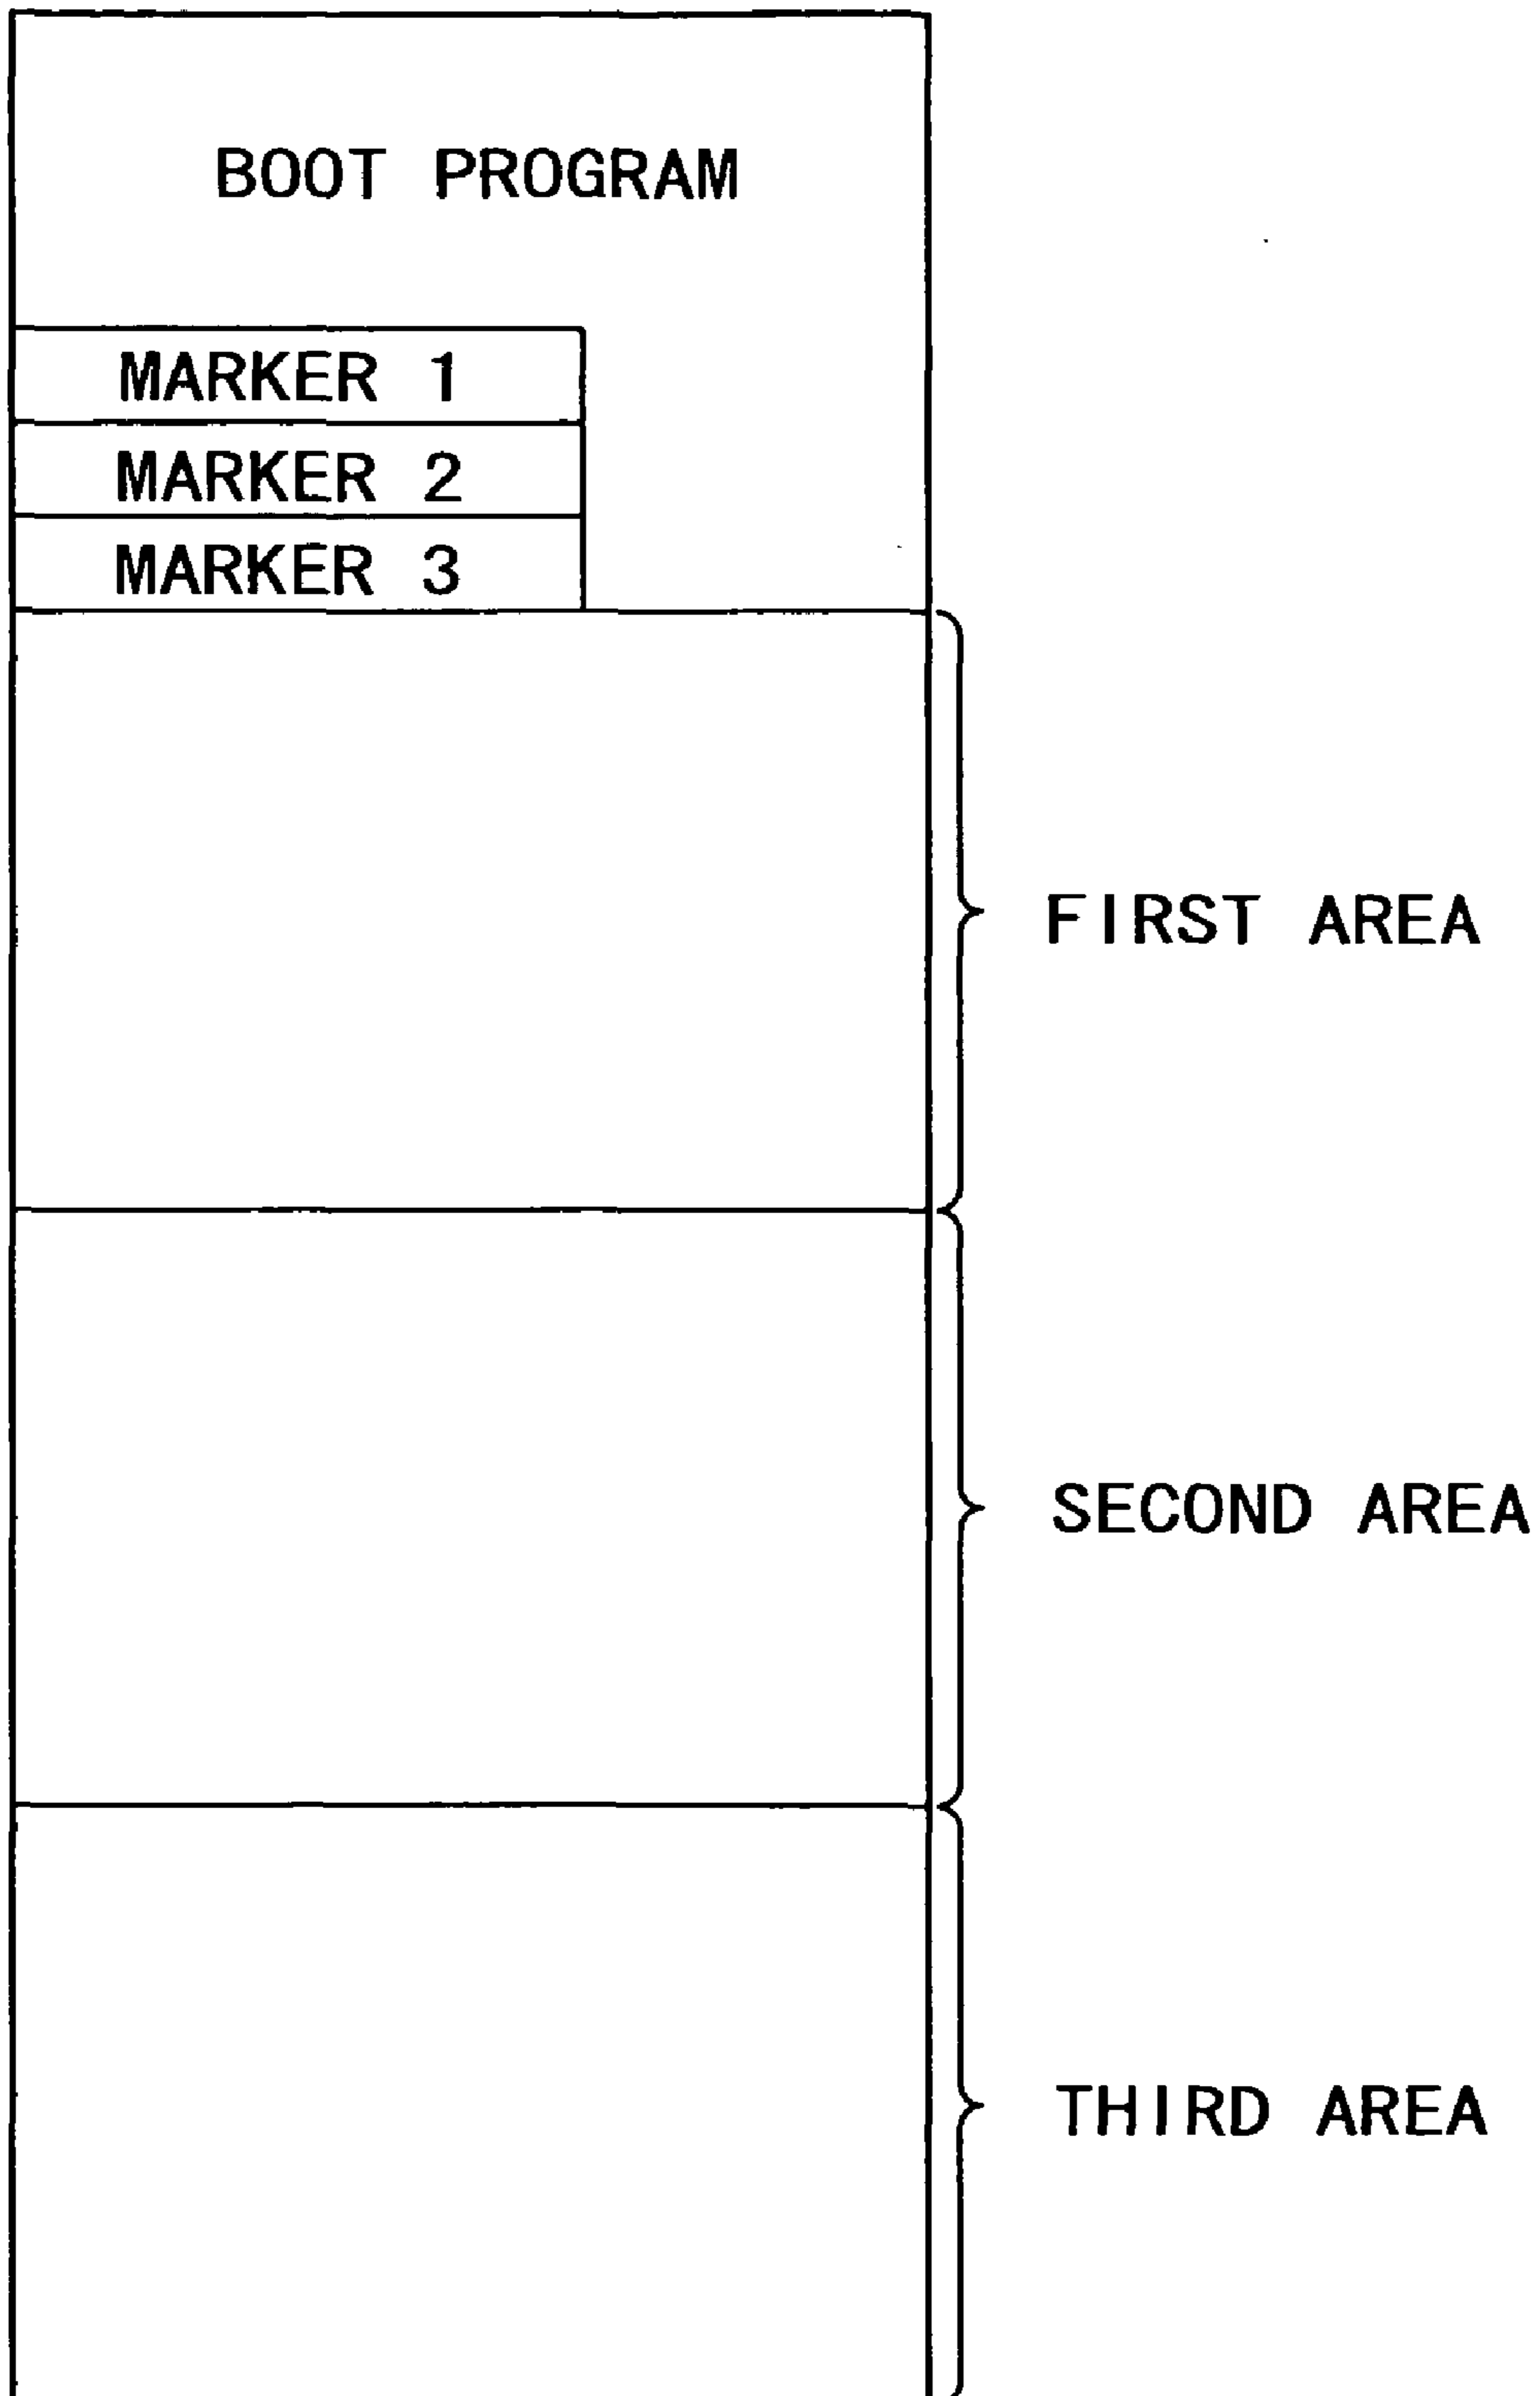 BOOT PROGRAM
MARKER 1
MARKER 2
MARKER 3
FIRST AREA
SECOND AREA
THIRD AREA